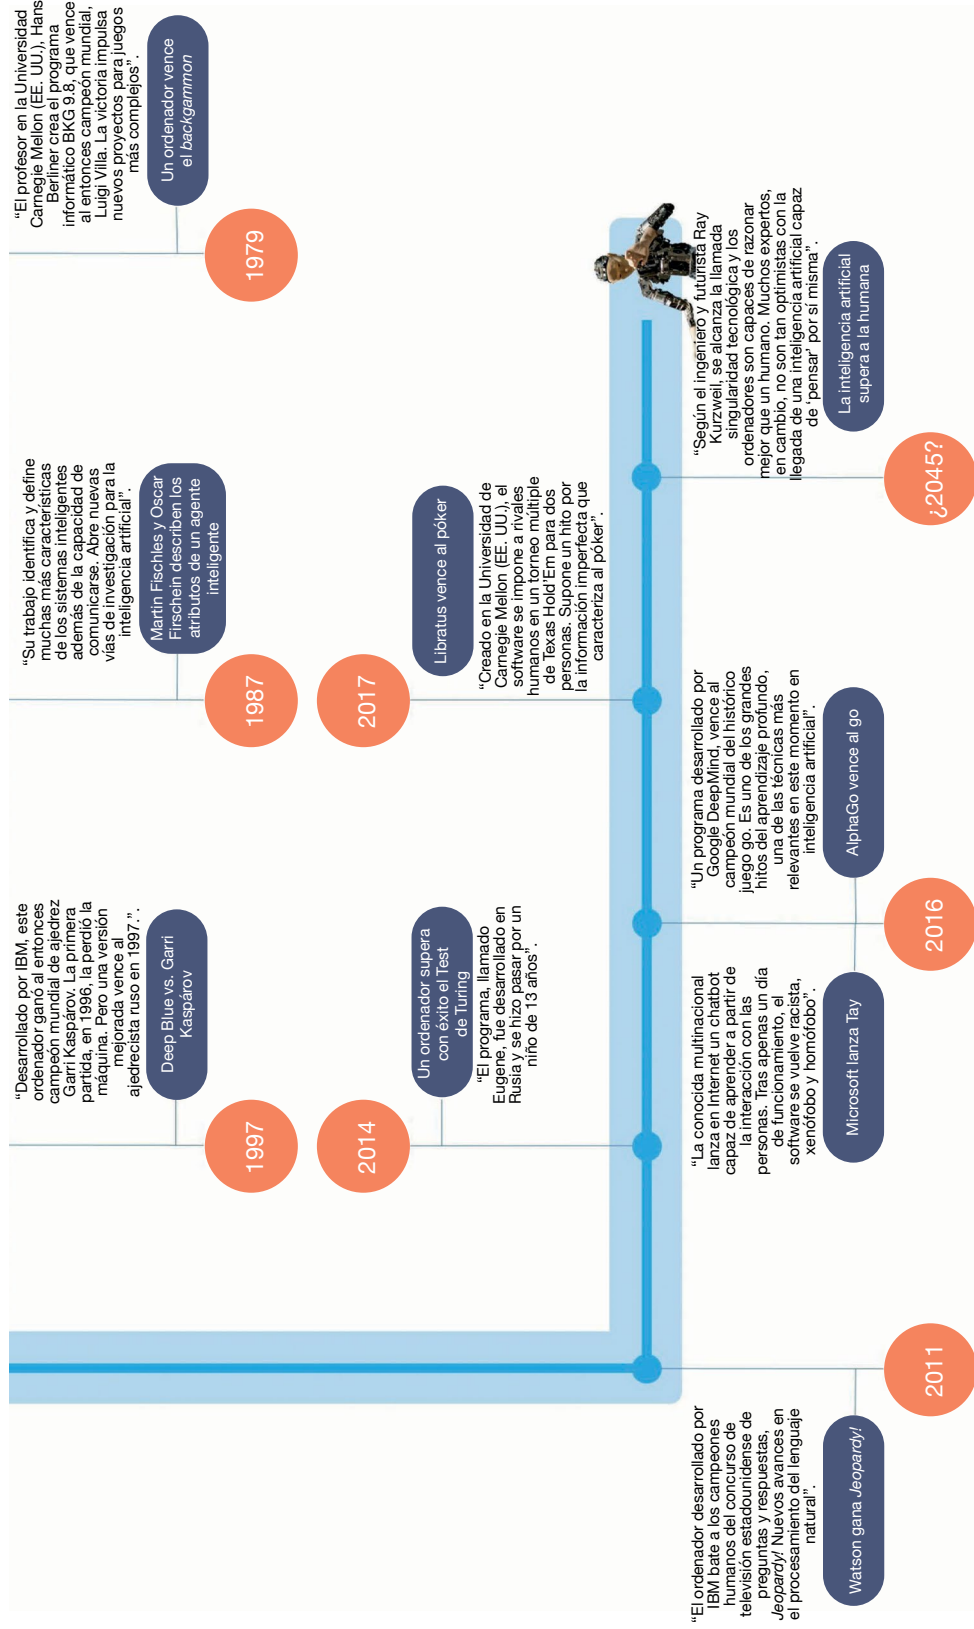 “El profesor en la Universidad
Carnegie Mellon (EE. UU.), Hans
Berliner crea el programa
informático BKG 9.8, que vence
al entonces campeón mundial,
Luigi Villa. La victoria impulsa
nuevos proyectos para juegos
más complejos”.
Un ordenador vence
el backgammon
1979
“Su trabajo identifica y define
muchas más características
de los sistemas inteligentes
además de la capacidad de
comunicarse. Abre nuevas
vías de investigación para la
inteligencia artificial”.
Martin Fischles y Oscar
Firschein describen los
atributos de un agente
inteligente
1987
“Desarrollado por IBM, este
ordenador ganó al entonces
campeón mundial de ajedrez
Garri Kaspárov. La primera
partida, en 1996, la perdió la
máquina. Pero una versión
mejorada vence al
ajedrecista ruso en 1997.”.
Deep Blue vs. Garri
Kaspárov
1997
“El ordenador desarrollado por
IBM bate a los campeones
humanos del concurso de
televisión estadounidense de
preguntas y respuestas,
Jeopardy! Nuevos avances en
el procesamiento del lenguaje
natural”.
Watson gana Jeopardy!
2011
2014
Un ordenador supera
con éxito el Test
de Turing
“El programa, llamado
Eugene, fue desarrollado en
Rusia y se hizo pasar por un
niño de 13 años”.
“La conocida multinacional
lanza en Internet un chatbot
capaz de aprender a partir de
la interacción con las
personas. Tras apenas un día
de funcionamiento, el
software se vuelve racista,
xenófobo y homófobo”.
Microsoft lanza Tay
2016
“Un programa desarrollado por
Google DeepMind, vence al
campeón mundial del histórico
juego go. Es uno de los grandes
hitos del aprendizaje profundo,
una de las técnicas más
relevantes en este momento en
inteligencia artificial”.
AlphaGo vence al go
2017
Libratus vence al póker
“Creado en la Universidad de
Carnegie Mellon (EE. UU.), el
software se impone a rivales
humanos en un torneo múltiple
de Texas Hold’Em para dos
personas. Supone un hito por
la información imperfecta que
caracteriza al póker”.
“Según el ingeniero y futurista Ray
Kurzweil, se alcanza la llamada
singularidad tecnológica y los
ordenadores son capaces de razonar
mejor que un humano. Muchos expertos,
en cambio, no son tan optimistas con la
llegada de una inteligencia artificial capaz
de ‘pensar’ por sí misma”.
La inteligencia artificial
supera a la humana
¿2045?